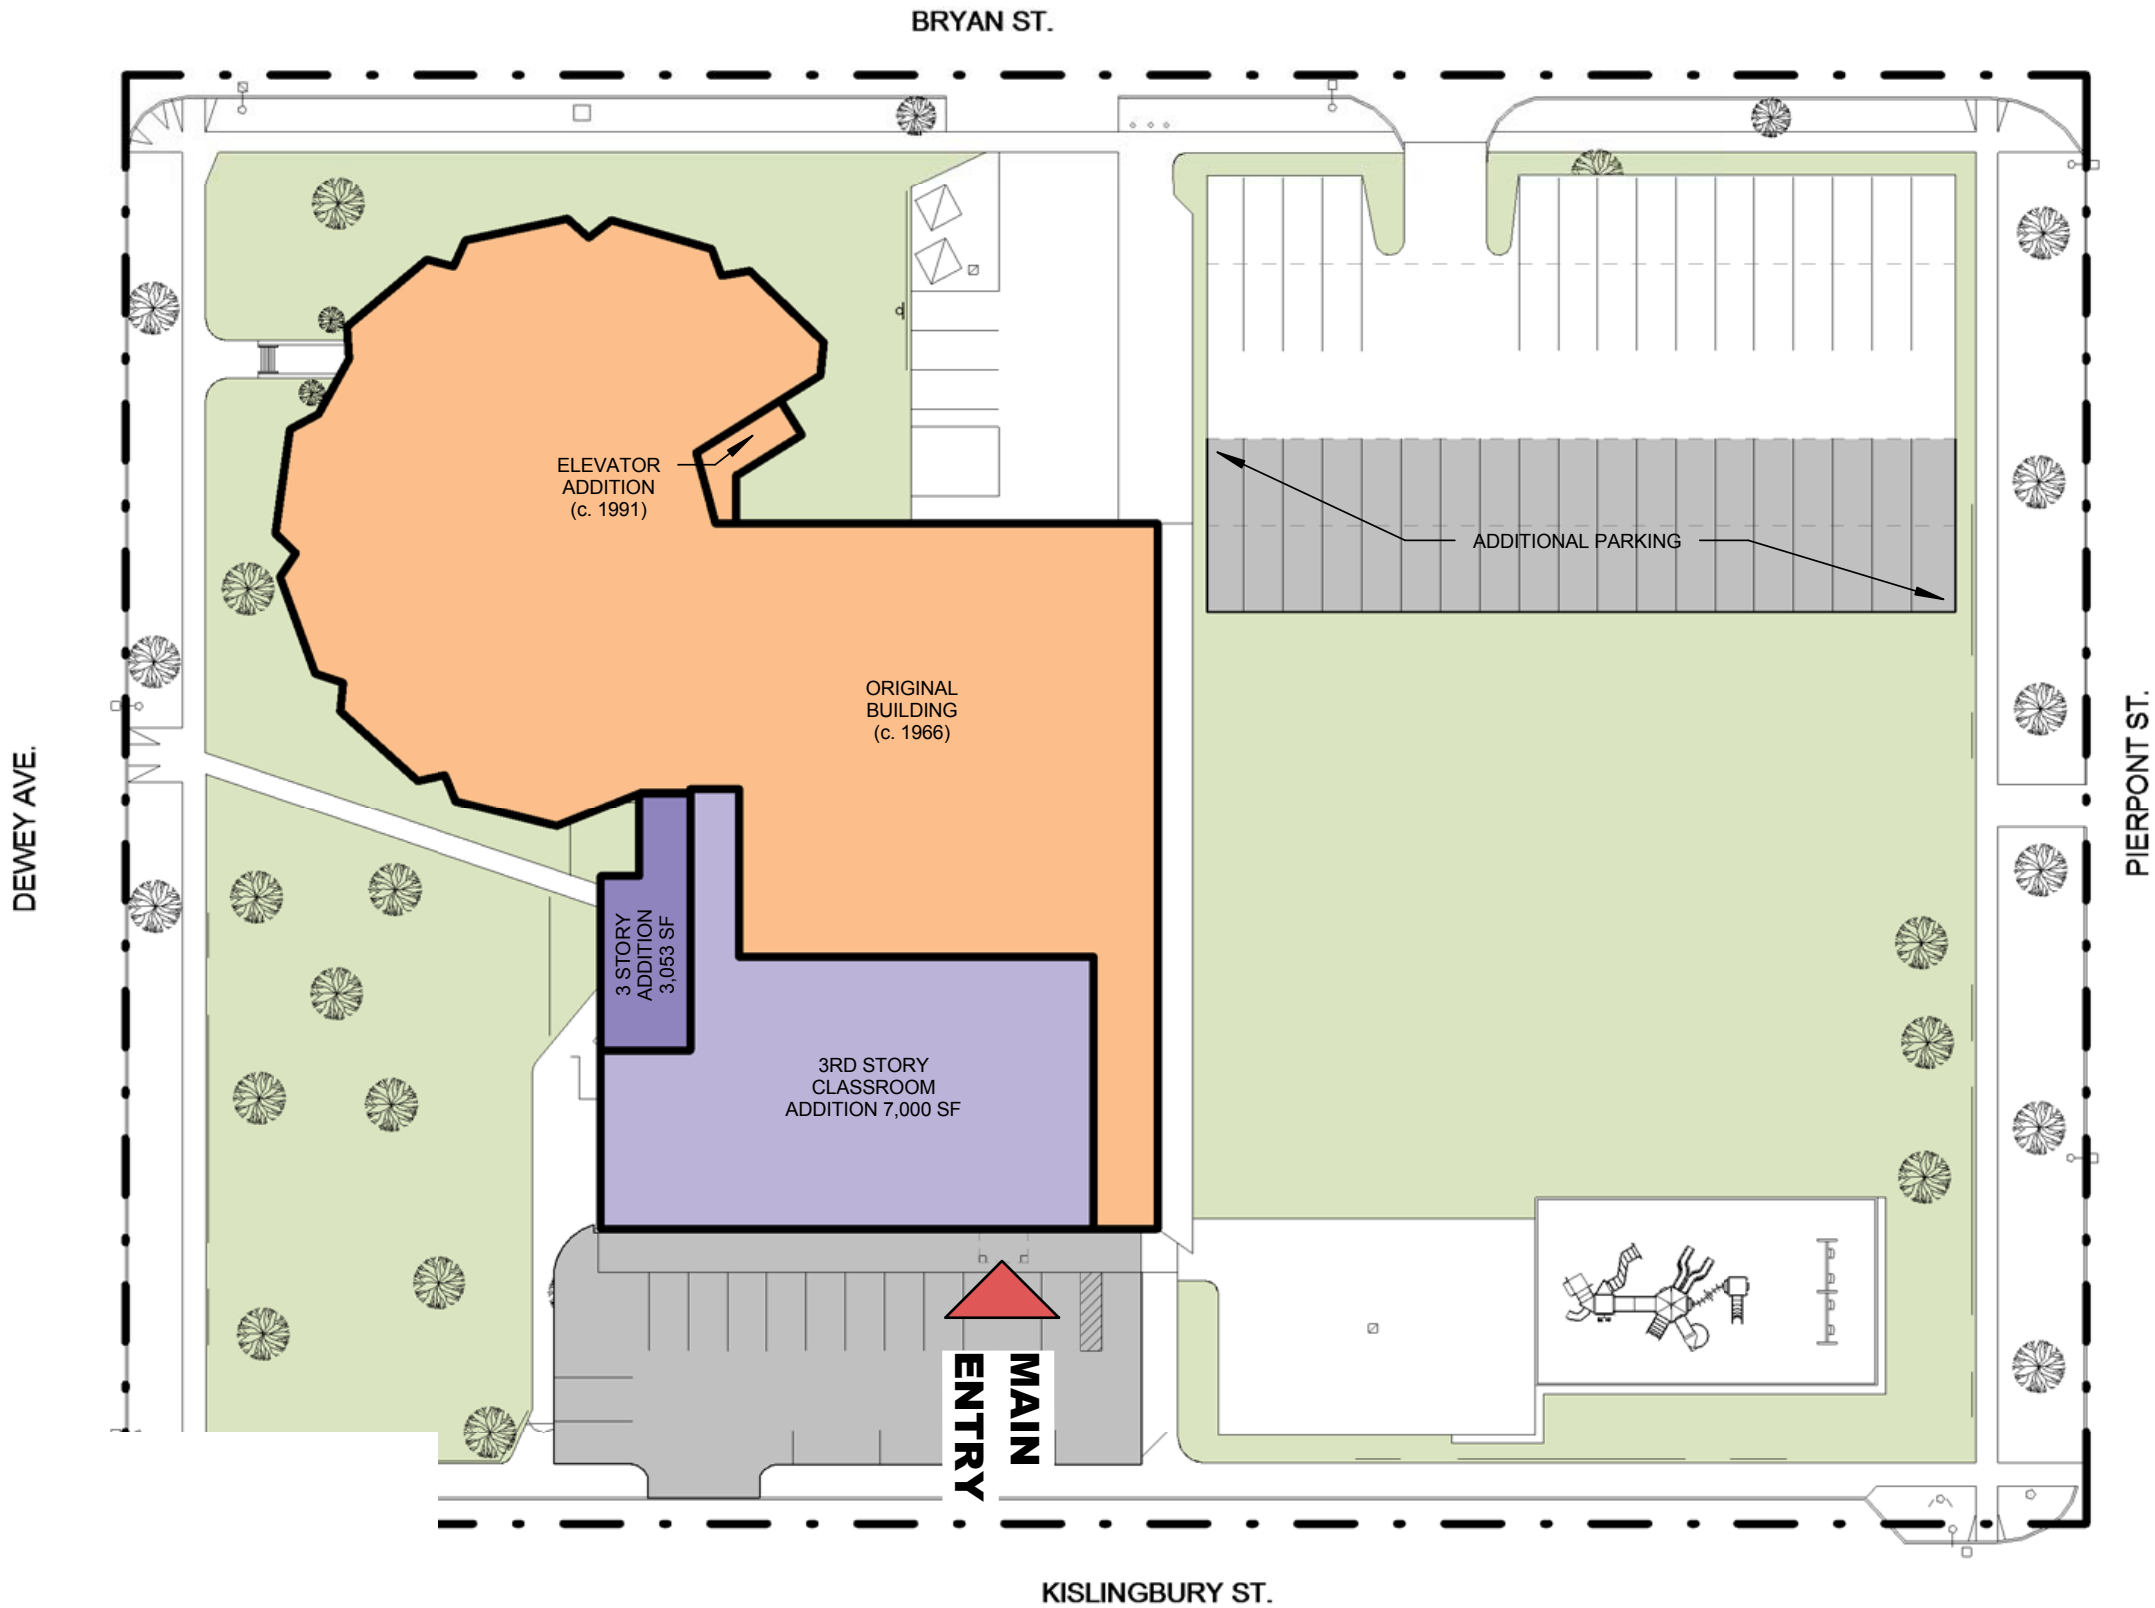 BRYAN ST.
ELEVATOR
ADDITION
(c. 1991)
ADDITIONAL PARKING
ORIGINAL
BUILDING
(c. 1966)
DEWEY AVE.
PIERPONT ST.
3 STORY
ADDITION
3,053 SF
3RD STORY
CLASSROOM
ADDITION 7,000 SF
MAIN
ENTRY
KISLINGBURY ST.